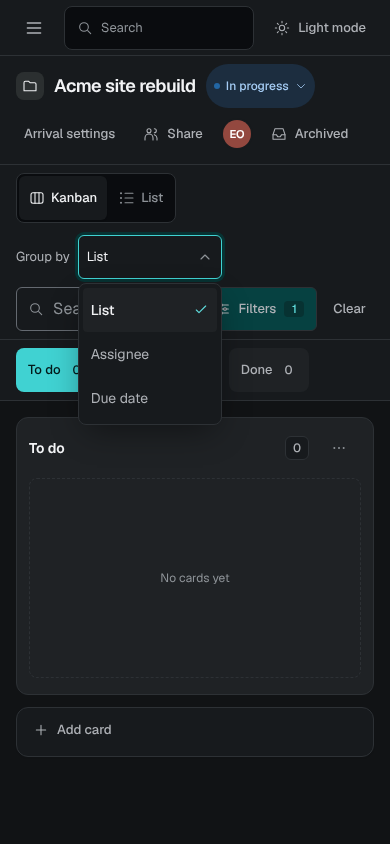 Search
Light mode
Acme site rebuild
In progress
Arrival settings
Share
EO
Archived
Kanban
List
Group by
List
Sea
Filters
1
Clear
List
Assignee
Due date
To do
Done
0
To do
0
No cards yet
Add card